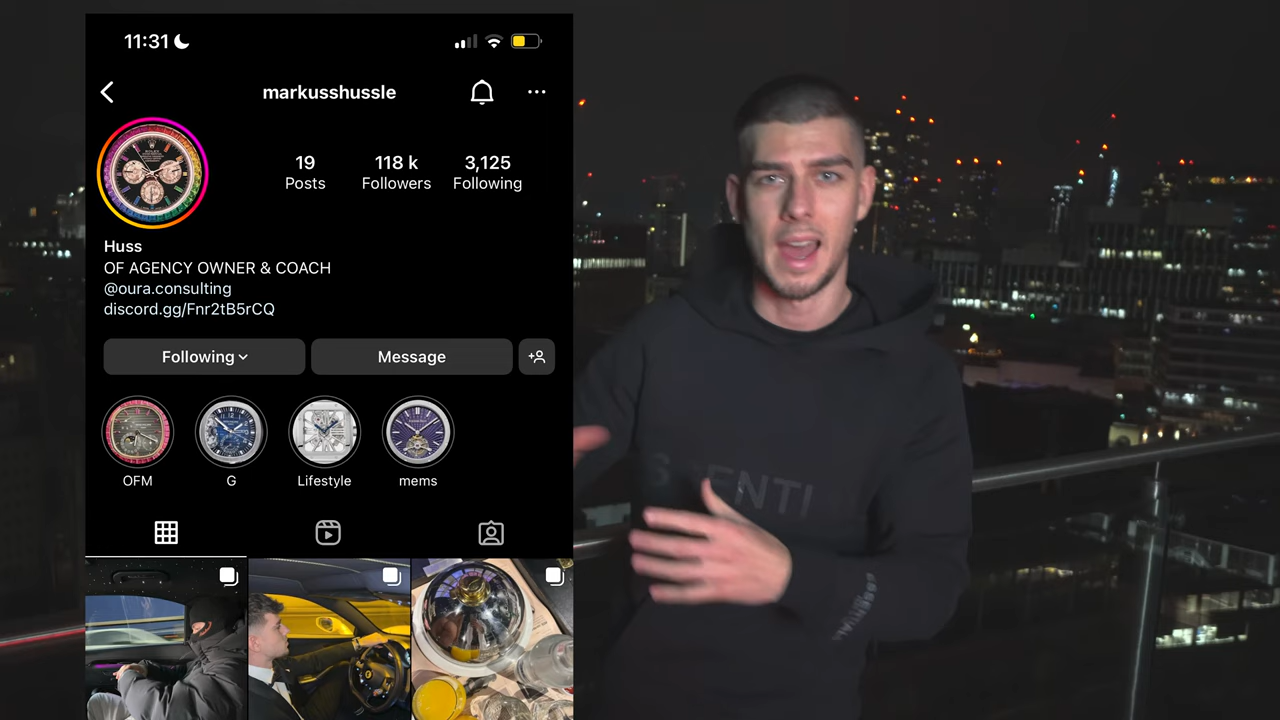 11:31
markusshussle
19
118 k
3,125
Posts
Followers
Following
Huss
OF AGENCY OWNER & COACH
@oura.consulting
discord.gg/Fnr2tB5rCQ
Following
Message
OFM
G
Lifestyle
mems